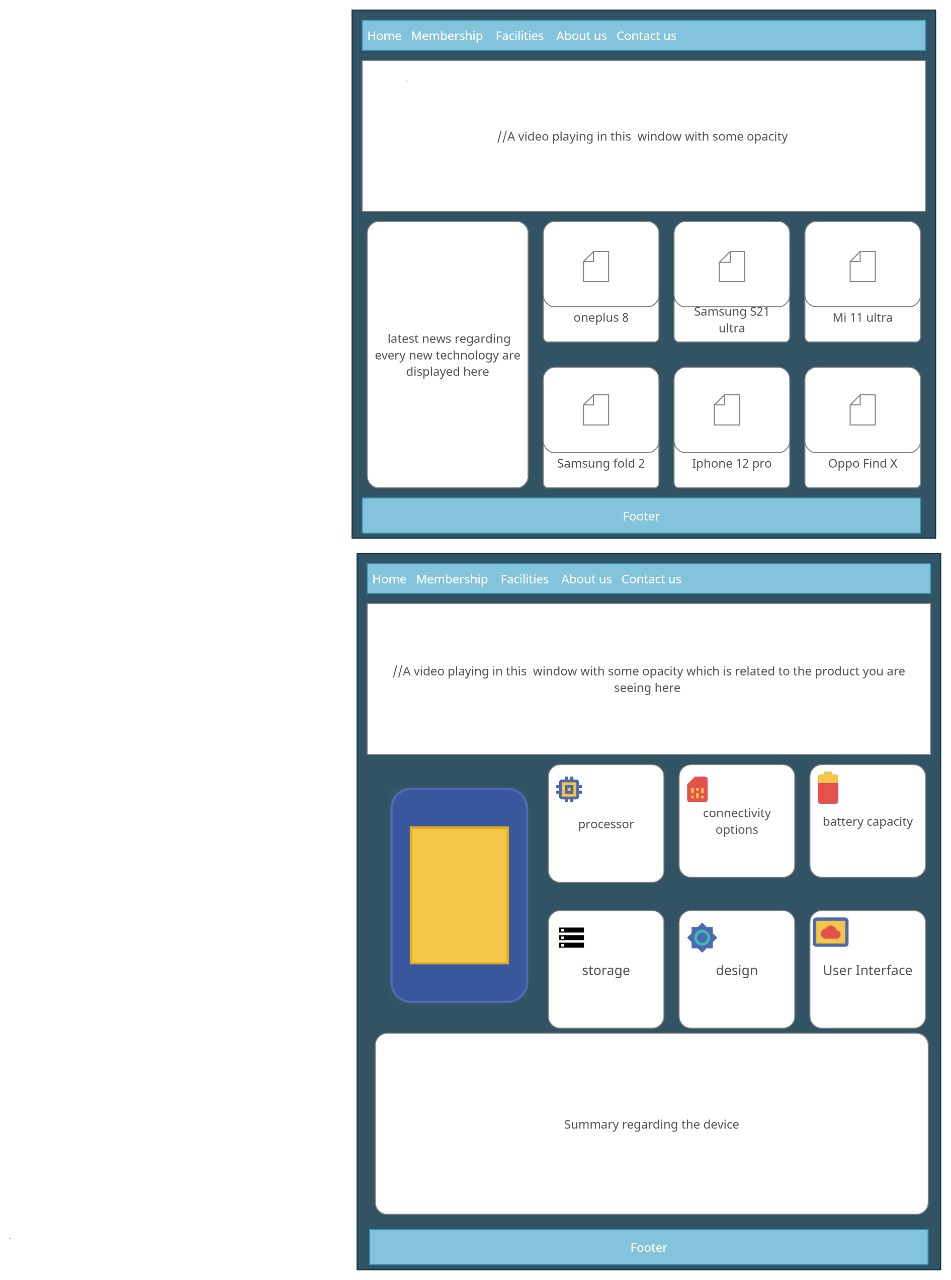 Home Membership Facilities About us Contact us
//A video playing in this window with some opacity
latest news regarding
every new technology are
displayed here
oneplus 8
Samsung S21
ultra
Mi 11 ultra
Samsung fold 2
Iphone 12 pro
Oppo Find X
Footer
Home Membership Facilities About us Contact us
//A video playing in this window with some opacity which is related to the product you are
seeing here
processor
connectivity
options
battery capacity
storage
design
User Interface
Summary regarding the device
Footer